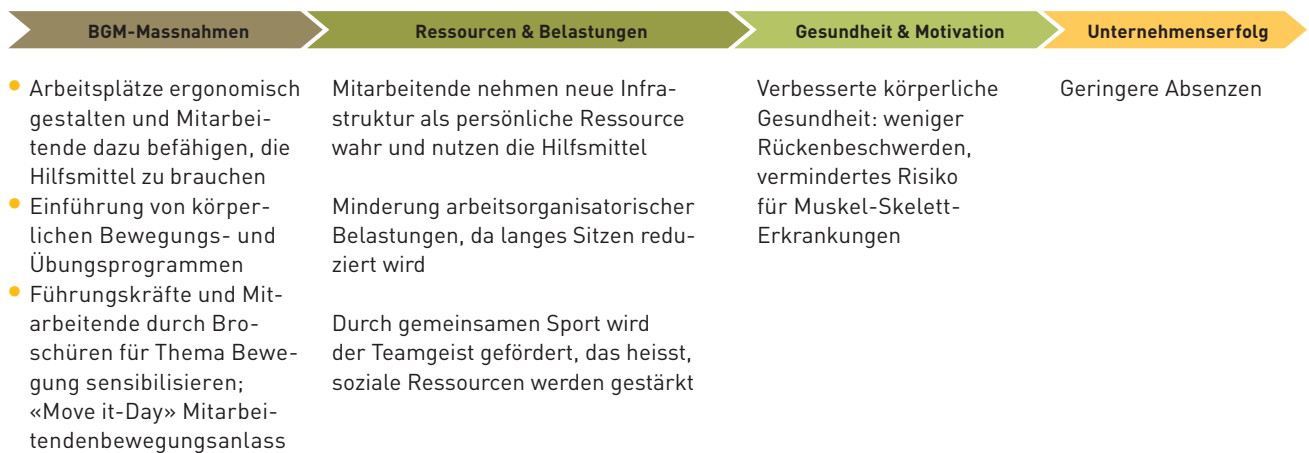 BGM-Massnahmen
Ressourcen & Belastungen
Gesundheit & Motivation
Unternehmenserfolg
• Arbeitsplätze ergonomisch
gestalten und Mitarbei-
tende dazu befähigen, die
Hilfsmittel zu brauchen
• Einführung von körper-
lichen Bewegungs- und
Übungsprogrammen
• Führungskräfte und Mit-
arbeitende durch Bro-
schüren für Thema Bewe-
gung sensibilisieren;
«Move it-Day» Mitarbei-
tendenbewegungsanlass
Mitarbeitende nehmen neue Infra-
struktur als persönliche Ressource
wahr und nutzen die Hilfsmittel
Minderung arbeitsorganisatorischer
Belastungen, da langes Sitzen redu-
ziert wird
Durch gemeinsamen Sport wird
der Teamgeist gefördert, das heisst,
soziale Ressourcen werden gestärkt
Verbesserte körperliche
Gesundheit: weniger
Rückenbeschwerden,
vermindertes Risiko
für Muskel-Skelett-
Erkrankungen
Geringere Absenzen